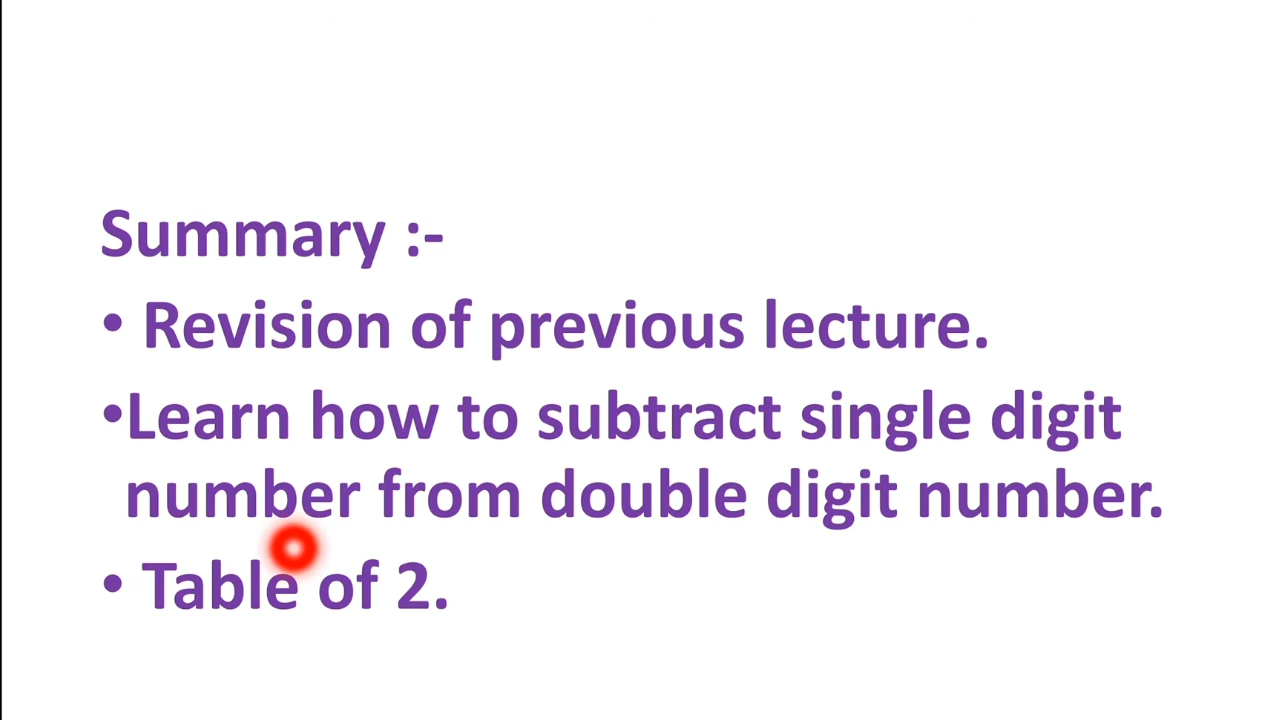 Summary :-
• Revision of previous lecture.
•Learn how to subtract single digit
number from double digit number.
• Table of 2.